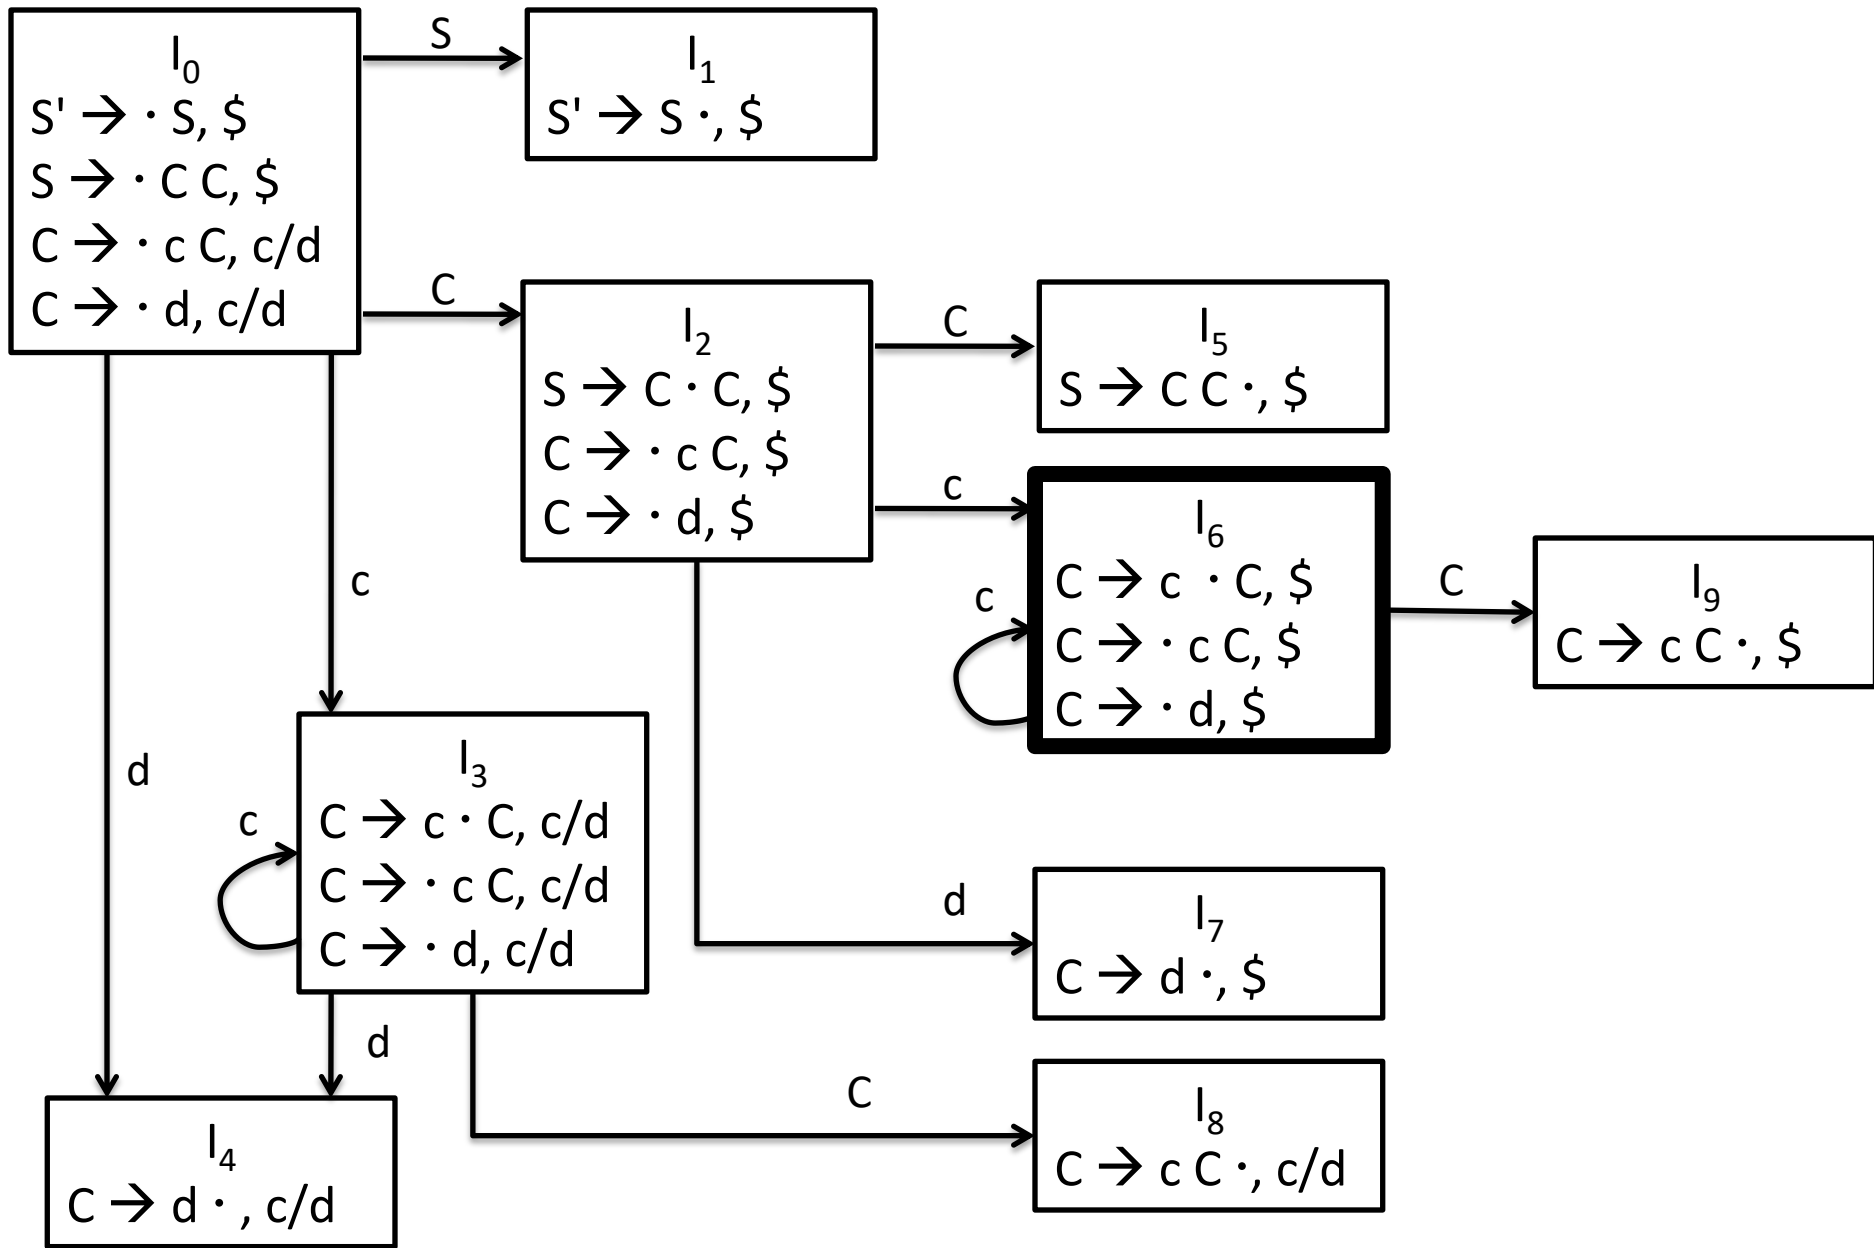 I0
S' → · S, $
S → · C C, $
C → · c C, c/d
C → · d, c/d
S
I1
S' → S ·, $
C
I2
S → C · C, $
C → · c C, $
C → · d, $
C
I5
S → C C ·, $
c
I6
C → c · C, $
C → · c C, $
C → · d, $
c
C
I9
C → c C ·, $
c
d
I3
C → c · C, c/d
C → · c C, c/d
C → · d, c/d
c
d
I7
C → d ·, $
d
C
I8
C → c C ·, c/d
I4
C → d · , c/d